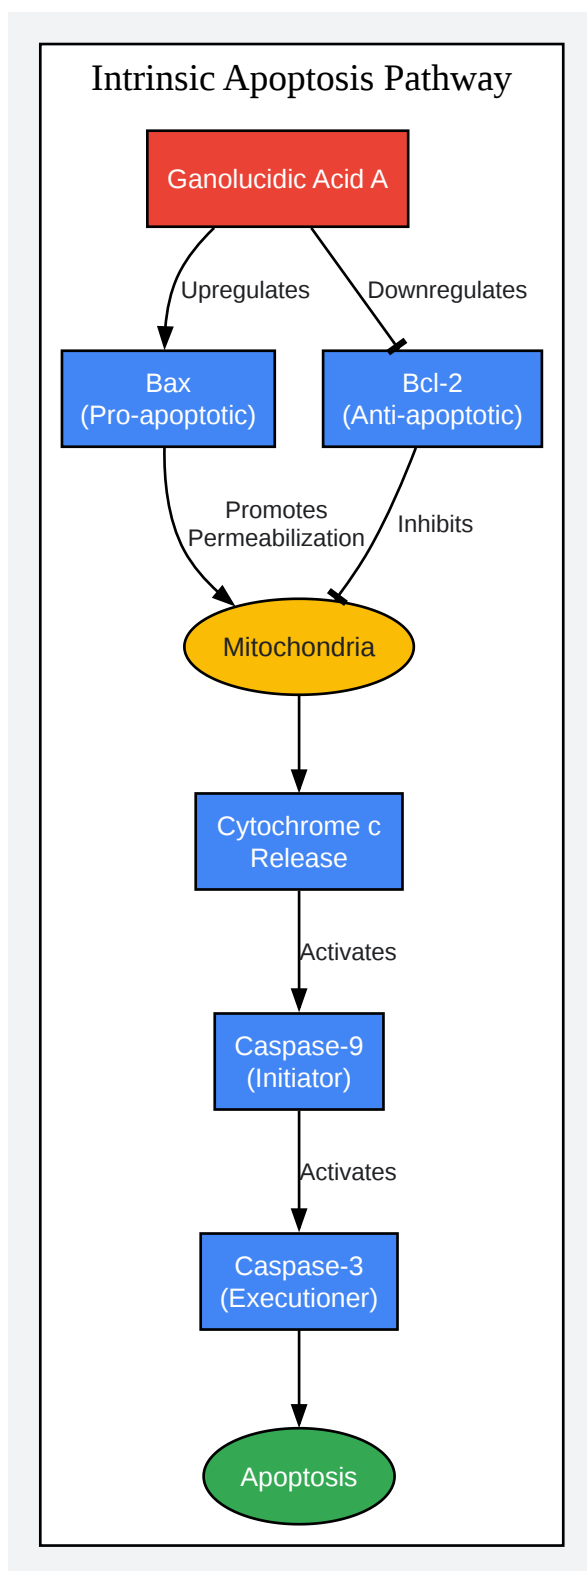 Intrinsic Apoptosis Pathway
Ganolucidic Acid A
Upregulates
Downregulates
Bax
(Pro-apoptotic)
Bcl-2
(Anti-apoptotic)
Promotes
Permeabilization
Inhibits
Mitochondria
Cytochrome c
Release
Activates
Caspase-9
(Initiator)
Activates
Caspase-3
(Executioner)
Apoptosis